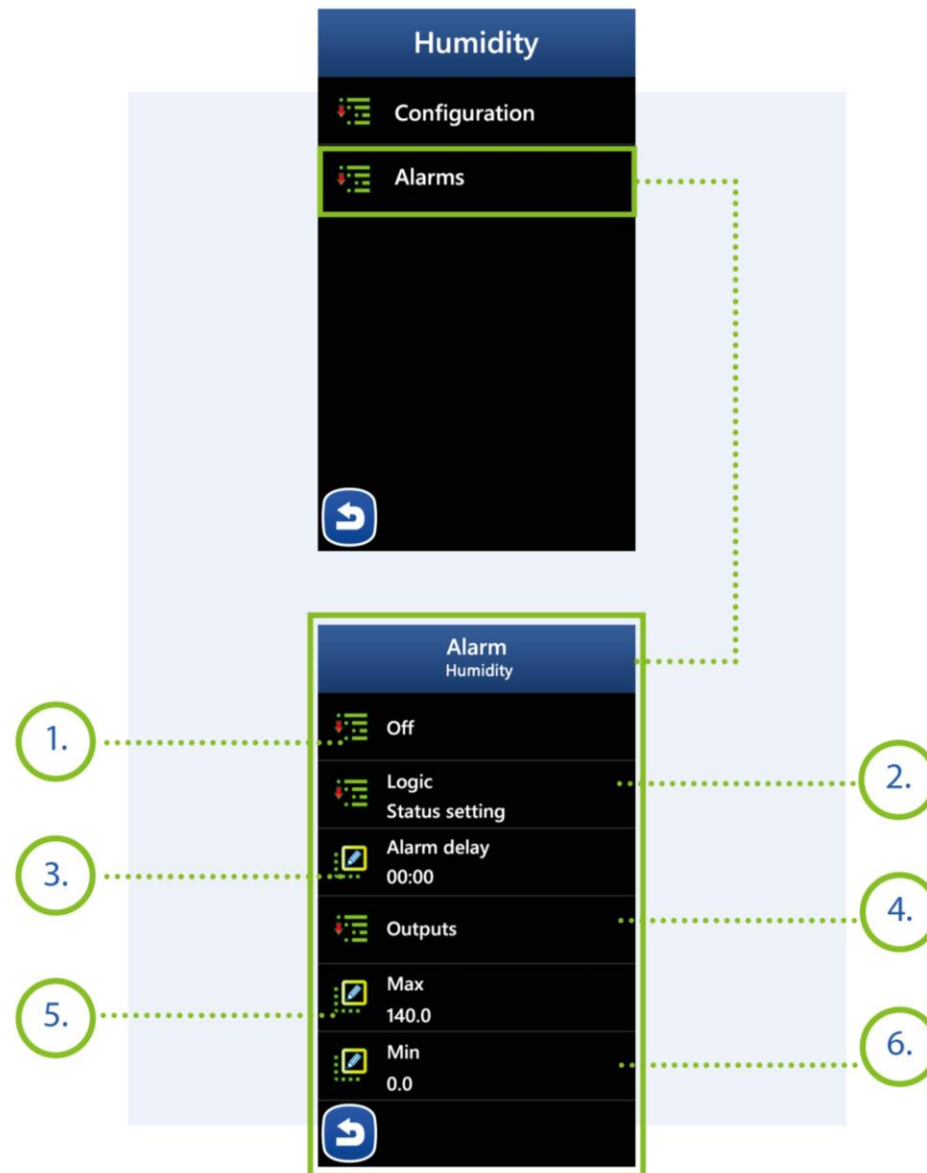 Humidity
Configuration
Alarms
Alarm
Humidity
1.
Off
2.
Logic
Status setting
3.
Alarm delay
00:00
4.
Outputs
5.
Max
140.0
6.
Min
0.0